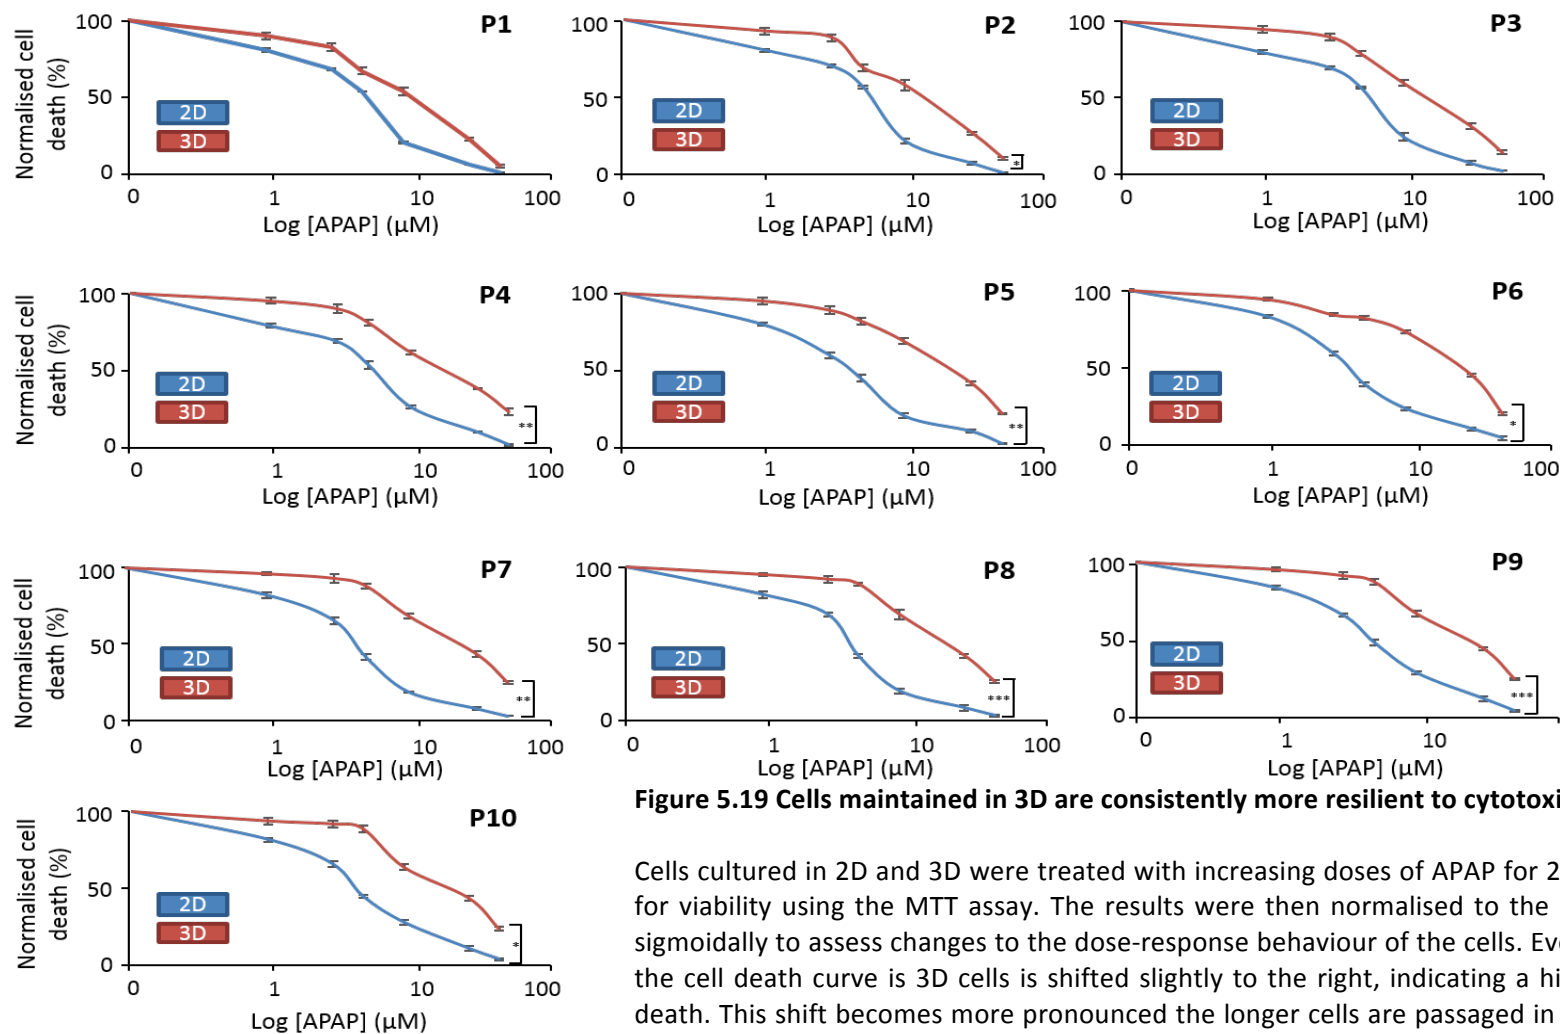 P1
Normalised cell
death (%)
100
50
0
2D
3D
0 1 10 100
Log [APAP] (µM)
P2
100
50
0
2D
3D
*
0 1 10 100
Log [APAP] (µM)
P3
100
50
0
2D
3D
0 1 10 100
Log [APAP] (µM)
P4
Normalised cell
death (%)
100
50
0
2D
3D
**
0 1 10 100
Log [APAP] (µM)
P5
100
50
0
2D
3D
**
0 1 10 100
Log [APAP] (µM)
P6
100
50
0
2D
3D
*
0 1 10 100
Log [APAP] (µM)
P7
Normalised cell
death (%)
100
50
0
2D
3D
**
0 1 10 100
Log [APAP] (µM)
P8
100
50
0
2D
3D
***
0 1 10 100
Log [APAP] (µM)
P9
100
50
0
2D
3D
***
0 1 10
Log [APAP] (µM)
P10
Normalised cell
death (%)
100
50
0
2D
3D
*
0 1 10 100
Log [APAP] (µM)
Figure 5.19 Cells maintained in 3D are consistently more resilient to cytotoxi
Cells cultured in 2D and 3D were treated with increasing doses of APAP for 2
for viability using the MTT assay. The results were then normalised to the
sigmoidally to assess changes to the dose-response behaviour of the cells. Eve
the cell death curve is 3D cells is shifted slightly to the right, indicating a hi
death. This shift becomes more pronounced the longer cells are passaged in